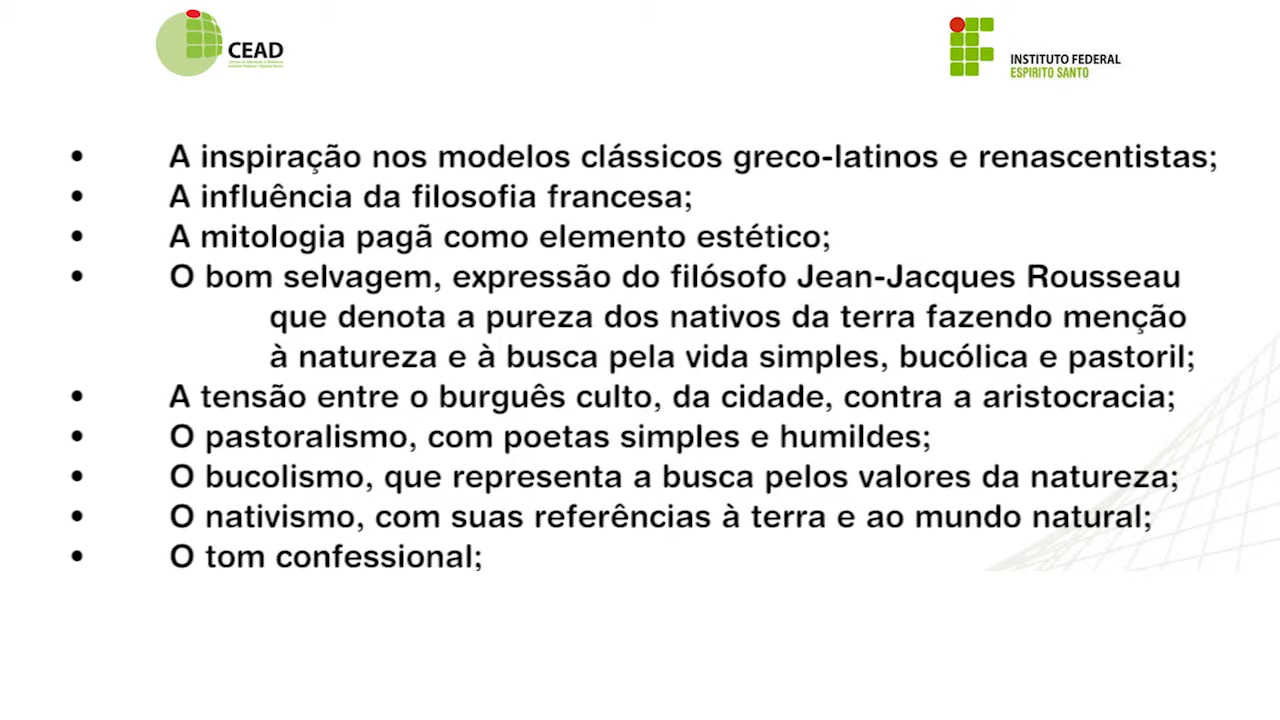 CEAD
INSTITUTO FEDERAL
ESPIRITO SANTO
• A inspiração nos modelos clássicos greco-latinos e renascentistas;
• A influência da filosofia francesa;
• A mitologia pagã como elemento estético;
• O bom selvagem, expressão do filósofo Jean-Jacques Rousseau
que denota a pureza dos nativos da terra fazendo menção
à natureza e à busca pela vida simples, bucólica e pastoril;
• A tensão entre o burguês culto, da cidade, contra a aristocracia;
• O pastoralismo, com poetas simples e humildes;
• O bucolismo, que representa a busca pelos valores da natureza;
• O nativismo, com suas referências à terra e ao mundo natural;
• O tom confessional;